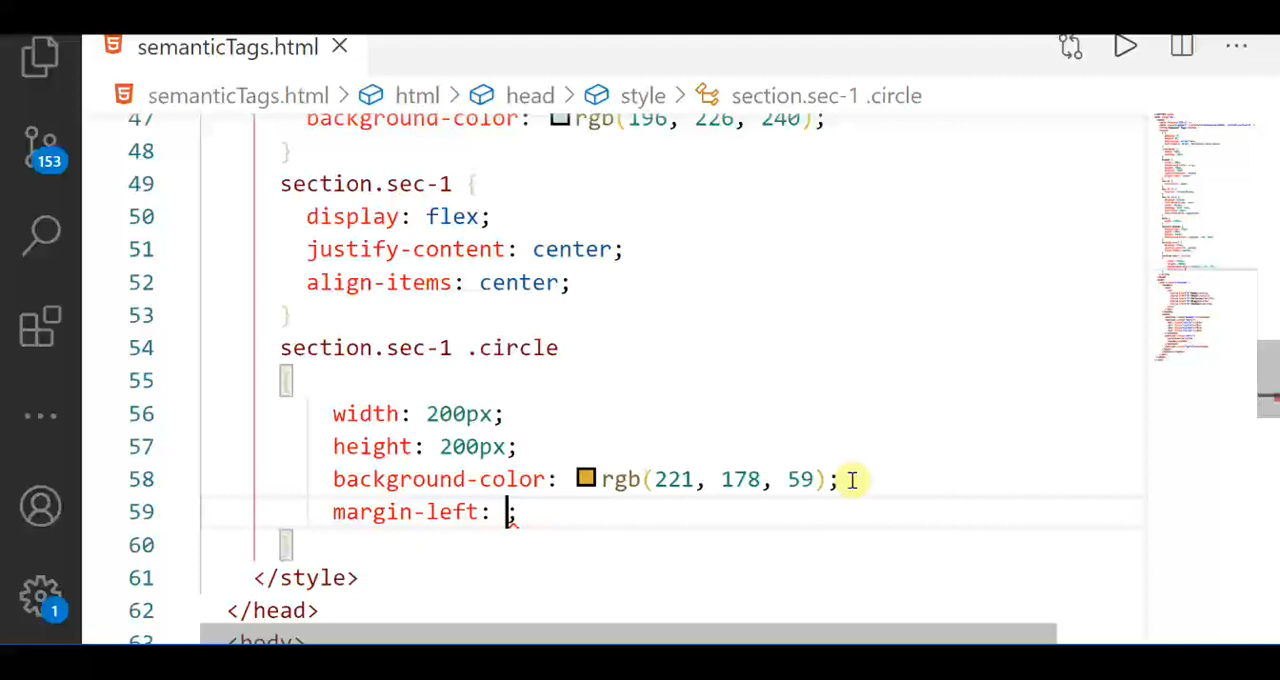 semanticTags.html
semanticTags.html > html > head > style > section.sec-1 .circle
47 background-color: rgb(196, 226, 240);
48 }
49 section.sec-1 {
50 display: flex;
51 justify-content: center;
52 align-items: center;
53 }
54 section.sec-1 .circle
55 {
56 width: 200px;
57 height: 200px;
58 background-color: rgb(221, 178, 59);
59 margin-left: ;
60 }
61 </style>
62 </head>
63 <body>
153
1